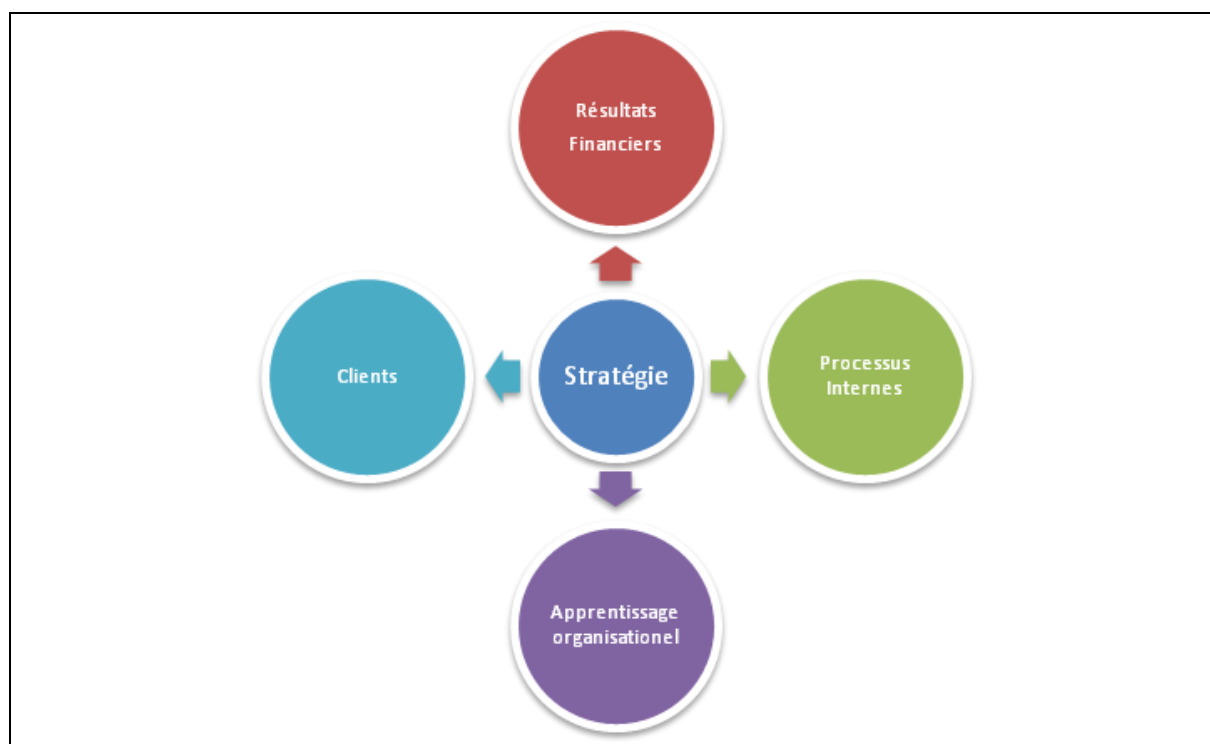 Résultats
Financiers
Clients
Stratégie
Processus
Internes
Apprentissage
organisationel